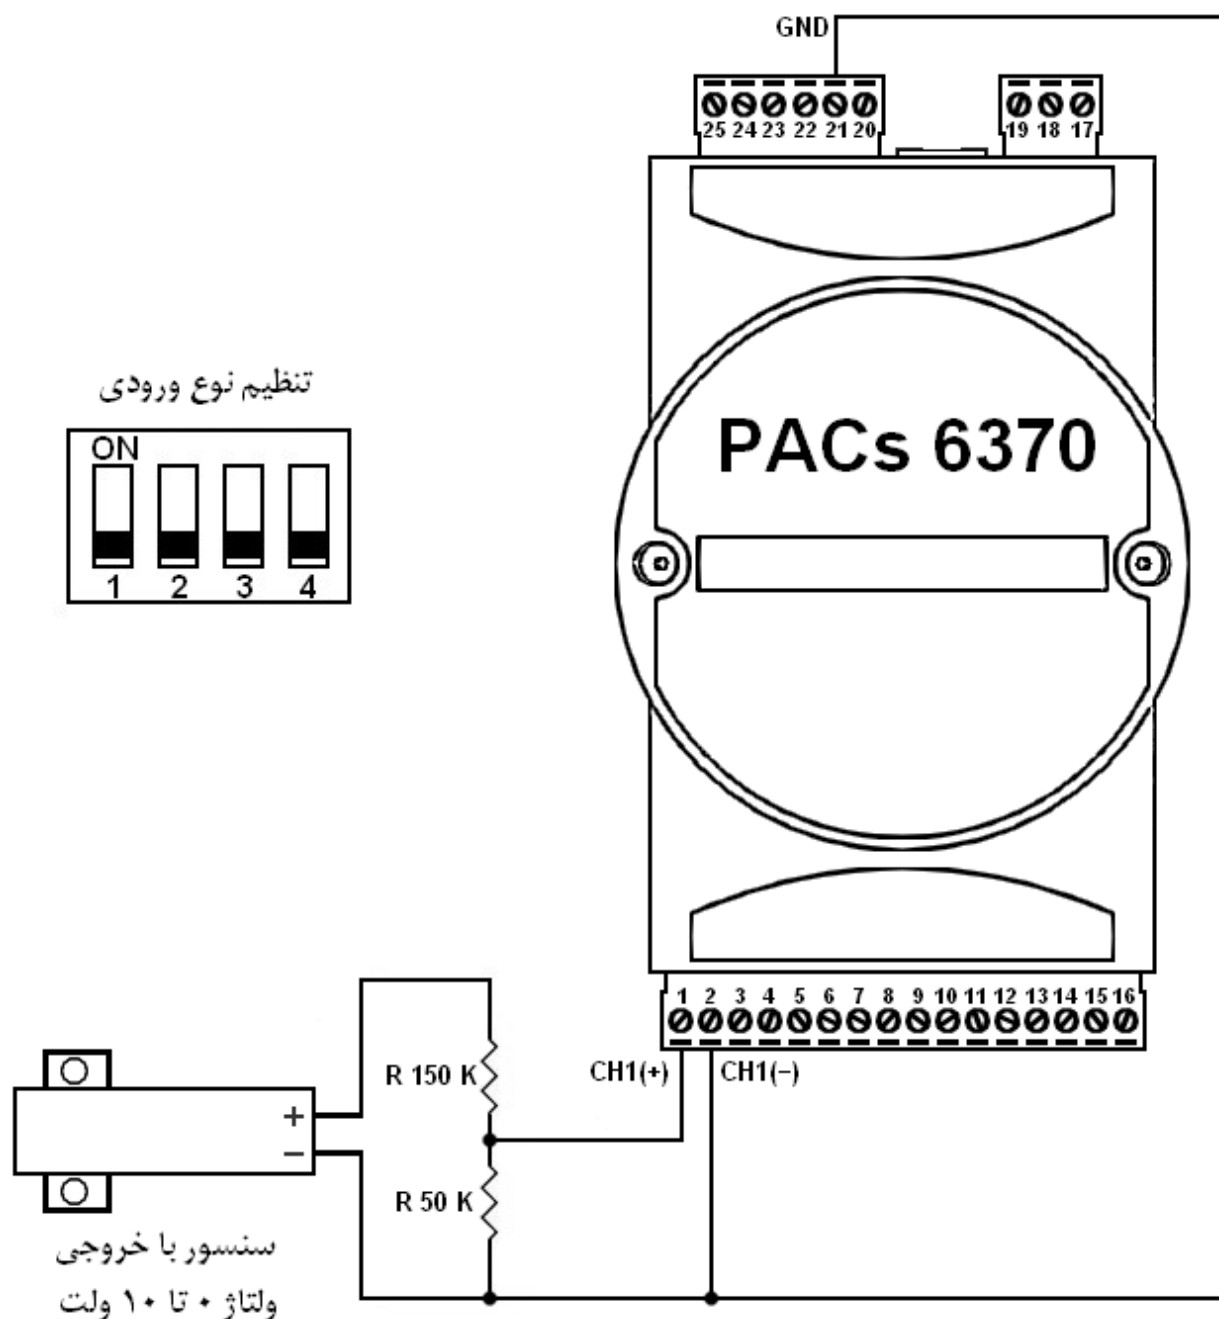 GND
25 24 23 22 21 20
19 18 17
PACs 6370
تنظیم نوع ورودی
ON
1 2 3 4
1 2 3 4 5 6 7 8 9 10 11 12 13 14 15 16
CH1(+)
CH1(–)
R 150 K
R 50 K
+
–
سنسور با خروجی
ولتاژ ۰ تا ۱۰ ولت